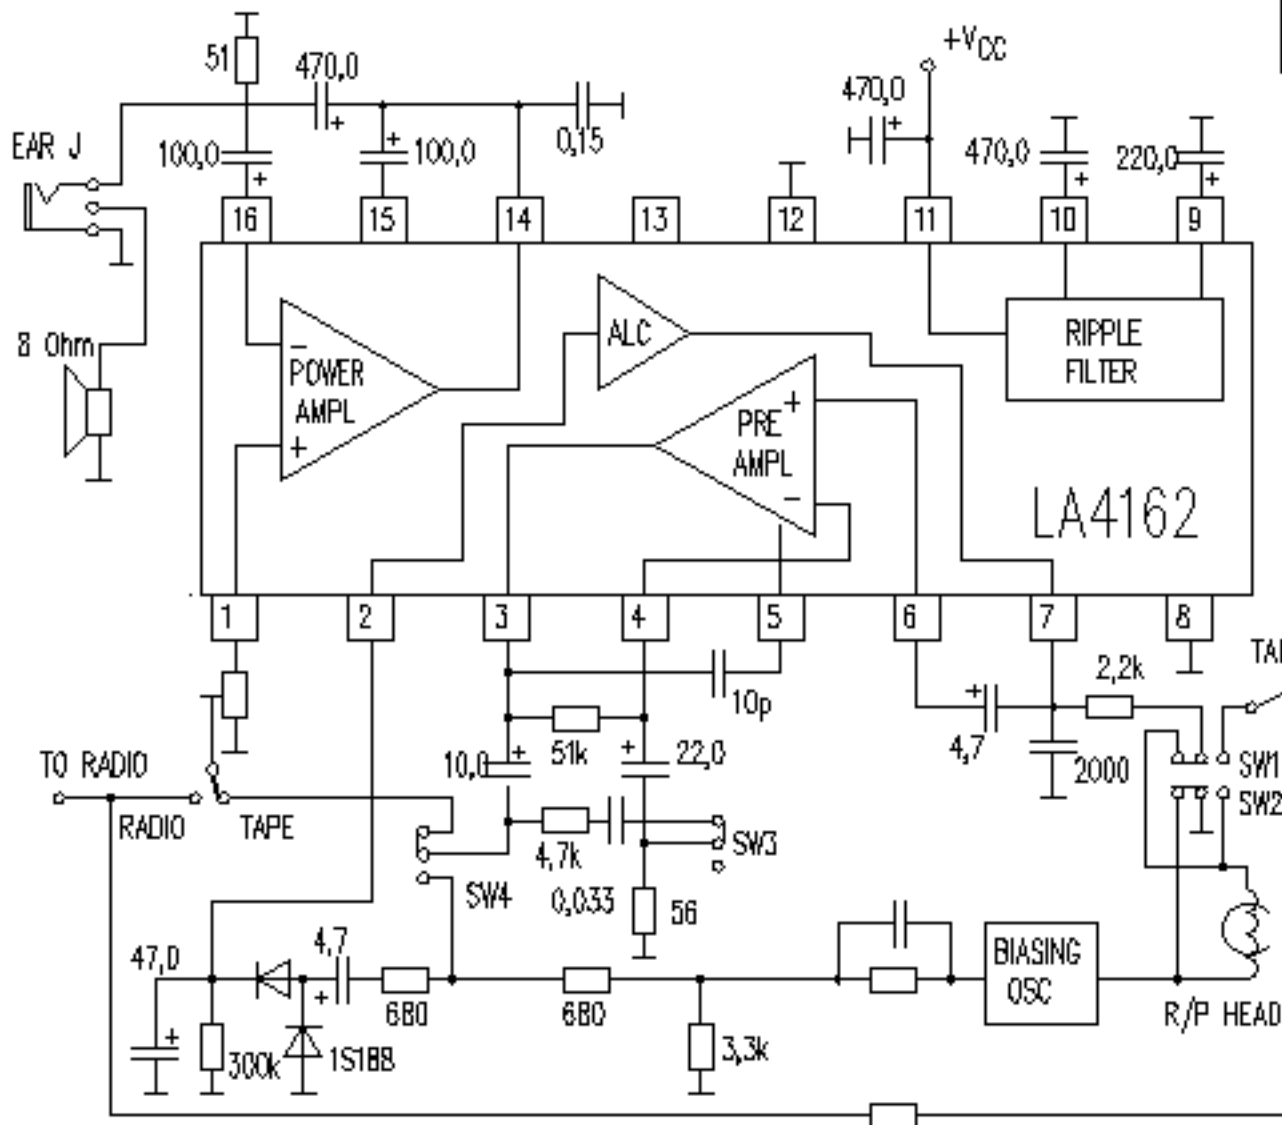 +VCC
51
470,0
470,0
EAR J
100,0
100,0
0,15
470,0
220,0
16
15
14
13
12
11
10
9
8 Ohm
−
POWER
AMPL
+
ALC
PRE
AMPL
+
−
RIPPLE
FILTER
LA4162
1
2
3
4
5
6
7
8
10p
2,2k
51k
10,0
22,0
4,7
2000
TO RADIO
RADIO
TAPE
SW1
SW2
4,7k
SW3
SW4
0,033
56
47,0
4,7
680
680
BIASING
OSC
R/P HEAD
300k
1S188
3,3k